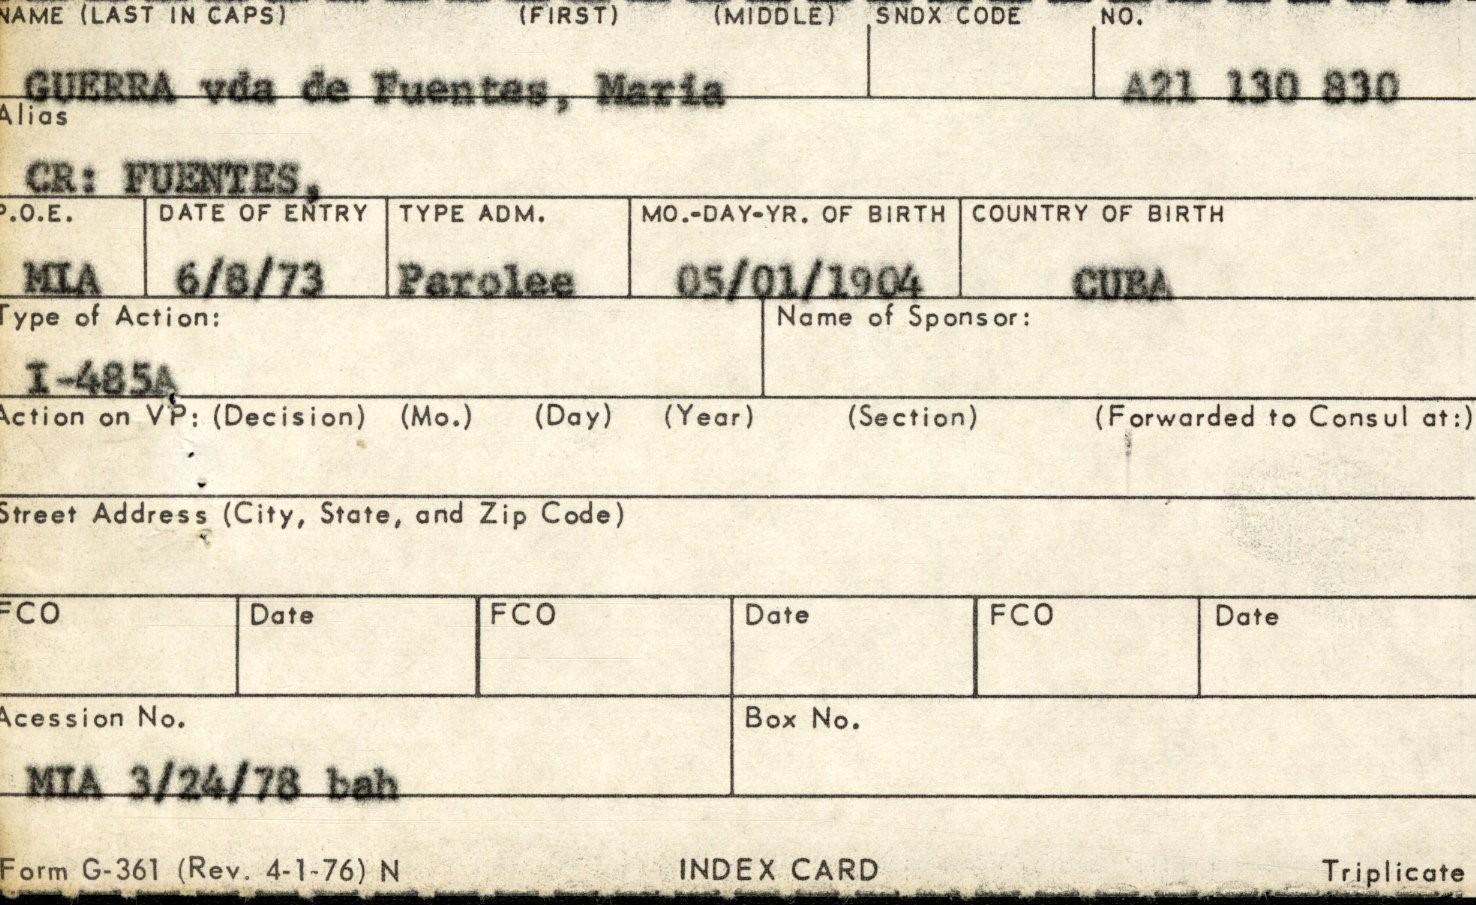 NAME (LAST IN CAPS) (FIRST) (MIDDLE) SNDX CODE NO.
GUERRA vda de Fuentes, Maria A21 130 830
Alias
CR: FUENTES,
P.O.E. DATE OF ENTRY TYPE ADM. MO.-DAY-YR. OF BIRTH COUNTRY OF BIRTH
MIA 6/8/73 Parolee 05/01/1904 CUBA
Type of Action: Name of Sponsor:
I-485A
Action on VP: (Decision) (Mo.) (Day) (Year) (Section) (Forwarded to Consul at:)
Street Address (City, State, and Zip Code)
FCO Date FCO Date FCO Date
Acession No. Box No.
MIA 3/24/78 bah
Form G-361 (Rev. 4-1-76) N INDEX CARD Triplicate